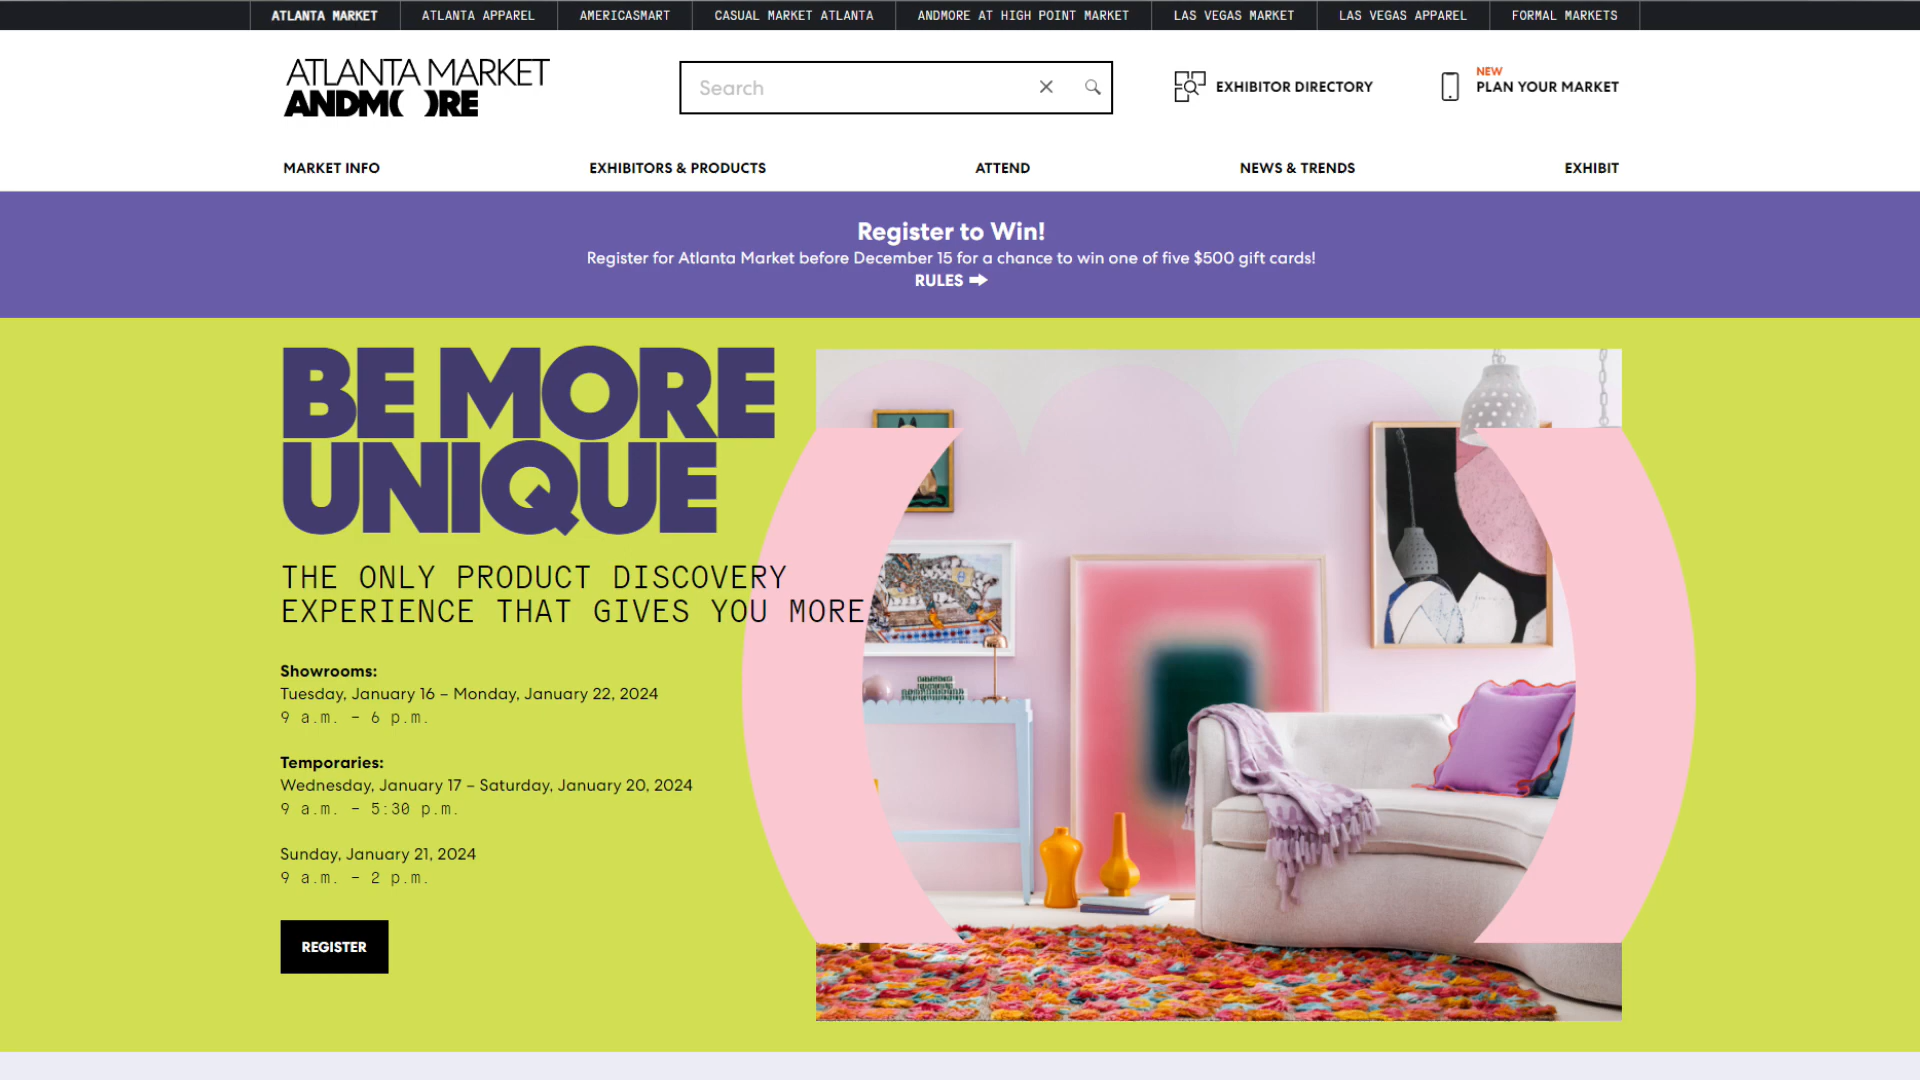 ATLANTA MARKET
ATLANTA APPAREL
AMERICASMART
CASUAL MARKET ATLANTA
ANDMORE AT HIGH POINT MARKET
LAS VEGAS MARKET
LAS VEGAS APPAREL
FORMAL MARKETS
ATLANTA MARKET
ANDM( )RE
Search
EXHIBITOR DIRECTORY
NEW
PLAN YOUR MARKET
MARKET INFO
EXHIBITORS & PRODUCTS
ATTEND
NEWS & TRENDS
EXHIBIT
Register to Win!
Register for Atlanta Market before December 15 for a chance to win one of five $500 gift cards!
RULES
BE MORE
UNIQUE
THE ONLY PRODUCT DISCOVERY
EXPERIENCE THAT GIVES YOU MORE
Showrooms:
Tuesday, January 16 – Monday, January 22, 2024
9 a.m. – 6 p.m.
Temporaries:
Wednesday, January 17 – Saturday, January 20, 2024
9 a.m. – 5:30 p.m.
Sunday, January 21, 2024
9 a.m. – 2 p.m.
REGISTER